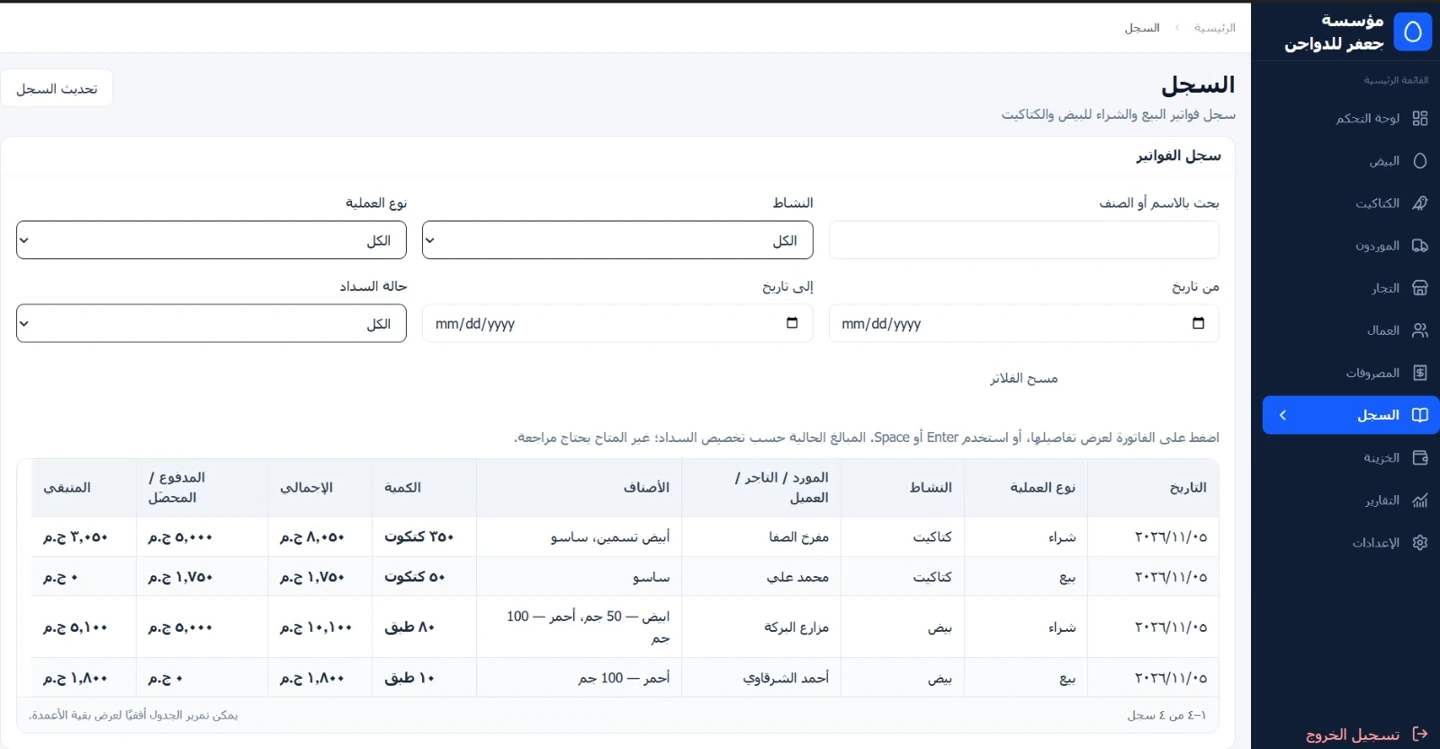 مؤسسة
جعفر للدواجن
القائمة الرئيسية
لوحة التحكم
البيض
الكتاكيت
الموردون
التجار
العمال
المصروفات
السجل
الخزينة
التقارير
الإعدادات
تسجيل الخروج
الرئيسية السجل
السجل
سجل فواتير البيع والشراء للبيض والكتاكيت
تحديث السجل
سجل الفواتير
بحث بالاسم أو الصنف النشاط نوع العملية
الكل الكل
من تاريخ إلى تاريخ حالة السداد
mm/dd/yyyy mm/dd/yyyy الكل
مسح الفلاتر
اضغط على الفاتورة لعرض تفاصيلها، أو استخدم Enter أو Space. المبالغ الحالية حسب تخصيص السداد؛ غير المتاح يحتاج مراجعة.
التاريخ نوع العملية النشاط المورد / التاجر / العميل الأصناف الكمية الإجمالي المدفوع / المحصّل المتبقي
٢٠٢٦/١١/٠٥ شراء كتاكيت مفرخ الصفا أبيض تسمين، ساسو ٣٥٠ كتكوت ٨,٠٥٠ ج.م ٥,٠٠٠ ج.م ٣,٠٥٠ ج.م
٢٠٢٦/١١/٠٥ بيع كتاكيت محمد علي ساسو ٥٠ كتكوت ١,٧٥٠ ج.م ١,٧٥٠ ج.م ٠ ج.م
٢٠٢٦/١١/٠٥ شراء بيض مزارع البركة ابيض — 50 جم، أحمر — 100 جم ٨٠ طبق ١٠,١٠٠ ج.م ٥,٠٠٠ ج.م ٥,١٠٠ ج.م
٢٠٢٦/١١/٠٥ بيع بيض أحمد الشرقاوي أحمر — 100 جم ١٠ طبق ١,٨٠٠ ج.م ٠ ج.م ١,٨٠٠ ج.م
١–٤ من ٤ سجل
يمكن تمرير الجدول أفقيًا لعرض بقية الأعمدة.